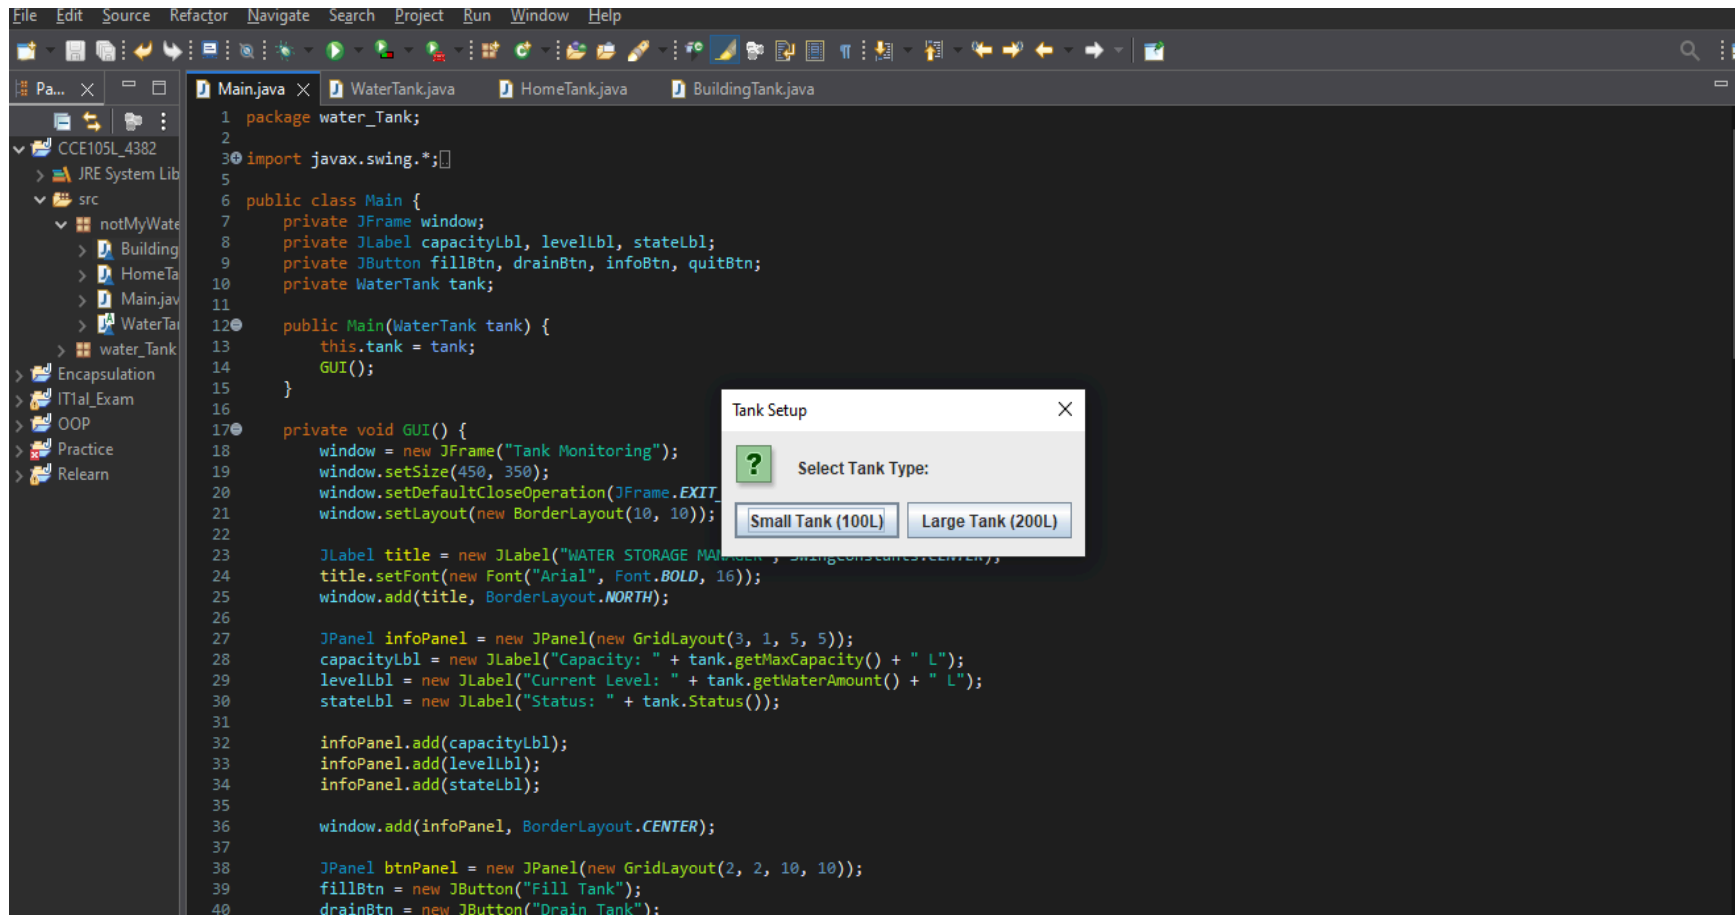 File Edit Source Refactor Navigate Search Project Run Window Help
Pa...
Main.java
WaterTank.java
HomeTank.java
BuildingTank.java
CCE105L_4382
JRE System Lib
src
notMyWate
Building
HomeTa
Main.jav
WaterTa
water_Tank
Encapsulation
IT1al_Exam
OOP
Practice
Relearn
1 package water_Tank;
2
3 import javax.swing.*;
5
6 public class Main {
7 private JFrame window;
8 private JLabel capacityLbl, levelLbl, stateLbl;
9 private JButton fillBtn, drainBtn, infoBtn, quitBtn;
10 private WaterTank tank;
11
12 public Main(WaterTank tank) {
13 this.tank = tank;
14 GUI();
15 }
16
17 private void GUI() {
18 window = new JFrame("Tank Monitoring");
19 window.setSize(450, 350);
20 window.setDefaultCloseOperation(JFrame.EXIT_
21 window.setLayout(new BorderLayout(10, 10));
22
23 JLabel title = new JLabel("WATER STORAGE MANAGER", SwingConstants.CENTER);
24 title.setFont(new Font("Arial", Font.BOLD, 16));
25 window.add(title, BorderLayout.NORTH);
26
27 JPanel infoPanel = new JPanel(new GridLayout(3, 1, 5, 5));
28 capacityLbl = new JLabel("Capacity: " + tank.getMaxCapacity() + " L");
29 levelLbl = new JLabel("Current Level: " + tank.getWaterAmount() + " L");
30 stateLbl = new JLabel("Status: " + tank.Status());
31
32 infoPanel.add(capacityLbl);
33 infoPanel.add(levelLbl);
34 infoPanel.add(stateLbl);
35
36 window.add(infoPanel, BorderLayout.CENTER);
37
38 JPanel btnPanel = new JPanel(new GridLayout(2, 2, 10, 10));
39 fillBtn = new JButton("Fill Tank");
40 drainBtn = new JButton("Drain Tank");
Tank Setup
Select Tank Type:
Small Tank (100L)
Large Tank (200L)